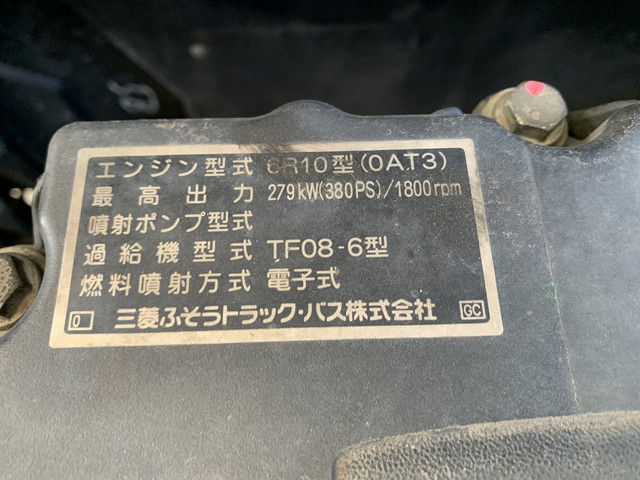 エンジン型式 6R10型(0AT3)
最高出力 279kW(380PS)/1800rpm
噴射ポンプ型式
過給機型式 TF08-6型
燃料噴射方式 電子式
0 三菱ふそうトラック・バス株式会社 GC